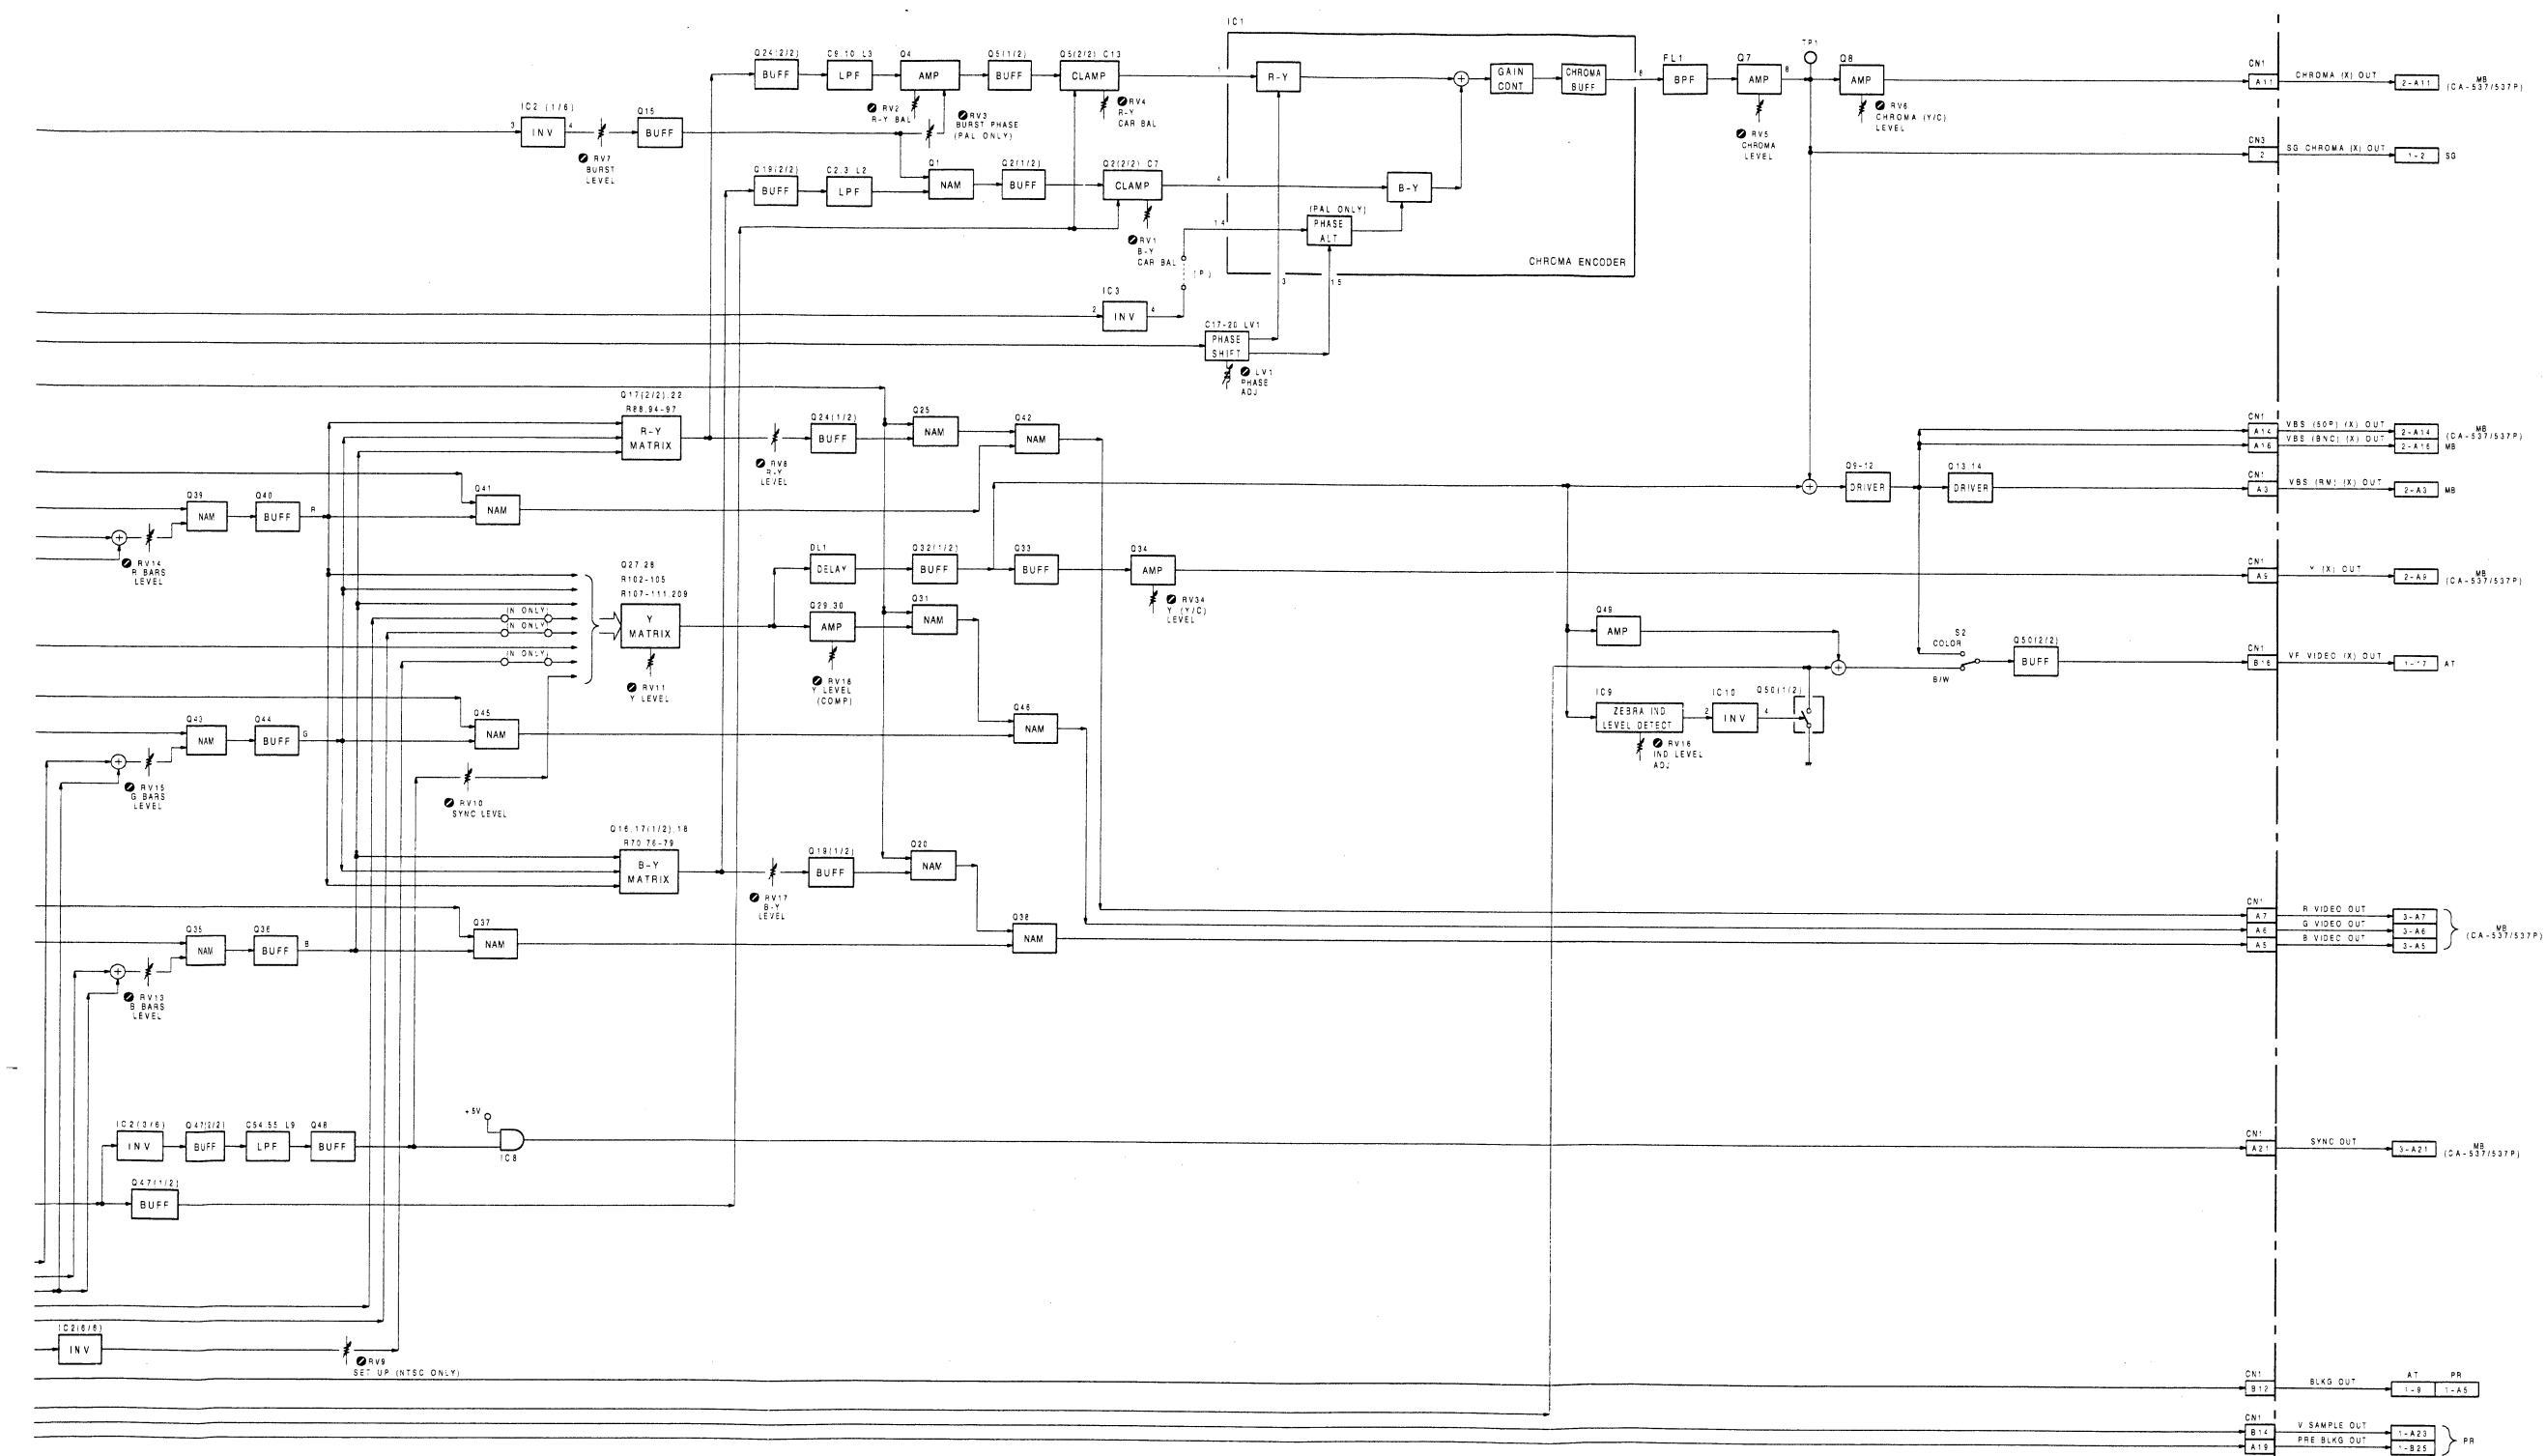 IC1
TP1
Q24(2/2)
C9.10 L3
Q4
Q5(1/2)
Q5(2/2) C13
FL1
Q7
Q8
CN1
BUFF
LPF
AMP
BUFF
CLAMP
1
R-Y
GAIN
CONT
CHROMA
BUFF
8
BPF
AMP
8
AMP
A11
CHROMA (X) OUT
2-A11
MB
(CA-537/537P)
IC2 (1/6)
Q15
RV2
R-Y BAL
RV3
BURST PHASE
(PAL ONLY)
RV4
R-Y
CAR BAL
RV6
CHROMA (Y/C)
LEVEL
3
INV
4
BUFF
RV5
CHROMA
LEVEL
CN3
2
SG CHROMA (X) OUT
1-2
SG
RV7
BURST
LEVEL
Q19(2/2)
C2.3 L2
Q1
Q2(1/2)
Q2(2/2) C7
BUFF
LPF
NAM
BUFF
CLAMP
4
B-Y
(PAL ONLY)
14
PHASE
ALT
RV1
B-Y
CAR BAL
(P)
CHROMA ENCODER
3
15
IC3
2
INV
4
C17-20 LV1
PHASE
SHIFT
LV1
PHASE
ADJ
Q17(2/2).22
R88.94-97
R-Y
MATRIX
Q24(1/2)
BUFF
Q25
NAM
Q42
NAM
RV8
R-Y
LEVEL
CN1
A14
VBS (50P) (X) OUT
2-A14
MB
(CA-537/537P)
A16
VBS (BNC) (X) OUT
2-A16
MB
Q39
Q40
Q41
Q9-12
Q13.14
CN1
NAM
BUFF
R
NAM
DRIVER
DRIVER
A3
VBS (RM) (X) OUT
2-A3
MB
RV14
R BARS
LEVEL
Q27.28
R102-105
R107-111.209
Y
MATRIX
DL1
DELAY
Q32(1/2)
BUFF
Q33
BUFF
Q34
AMP
CN1
A9
Y (X) OUT
2-A9
MB
(CA-537/537P)
(N ONLY)
(N ONLY)
(N ONLY)
Q29.30
AMP
Q31
NAM
RV34
Y (Y/C)
LEVEL
Q49
AMP
S2
COLOR
B/W
Q50(2/2)
BUFF
CN1
B16
VF VIDEO (X) OUT
1-17
AT
RV11
Y LEVEL
RV18
Y LEVEL
(COMP)
Q43
Q44
Q45
Q46
IC9
IC10
Q50(1/2)
NAM
BUFF
G
NAM
NAM
ZEBRA IND
LEVEL DETECT
2
INV
4
RV16
IND LEVEL
ADJ
RV15
G BARS
LEVEL
RV10
SYNC LEVEL
Q16.17(1/2).18
R70.76-79
B-Y
MATRIX
Q19(1/2)
BUFF
Q20
NAM
RV17
B-Y
LEVEL
Q35
Q36
Q37
Q38
NAM
BUFF
B
NAM
NAM
CN1
A7
R VIDEO OUT
3-A7
A6
G VIDEO OUT
3-A6
A5
B VIDEO OUT
3-A5
MB
(CA-537/537P)
RV13
B BARS
LEVEL
+5V
IC2(3/6)
Q47(2/2)
C54.55 L9
Q48
INV
BUFF
LPF
BUFF
IC8
CN1
A21
SYNC OUT
3-A21
MB
(CA-537/537P)
Q47(1/2)
BUFF
IC2(6/6)
INV
RV9
SET UP (NTSC ONLY)
CN1
B12
BLKG OUT
AT
1-9
PR
1-A5
CN1
B14
V SAMPLE OUT
1-A23
A19
PRE BLKG OUT
1-B25
PR